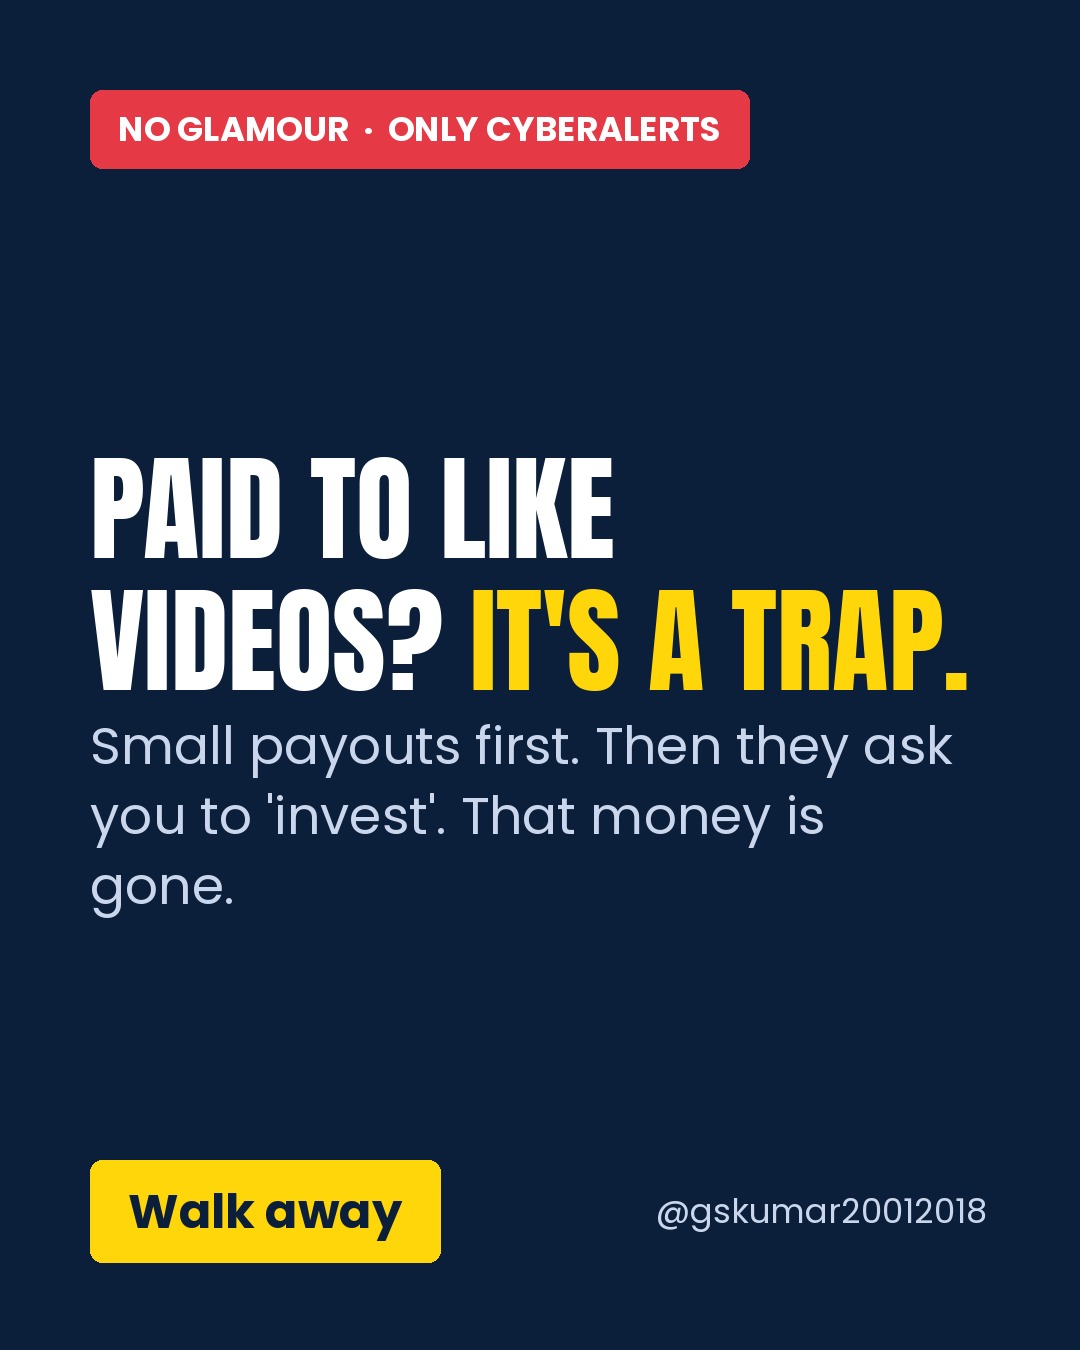 NO GLAMOUR · ONLY CYBERALERTS
PAID TO LIKE
VIDEOS? IT'S A TRAP.
Small payouts first. Then they ask
you to 'invest'. That money is
gone.
Walk away
@gskumar20012018